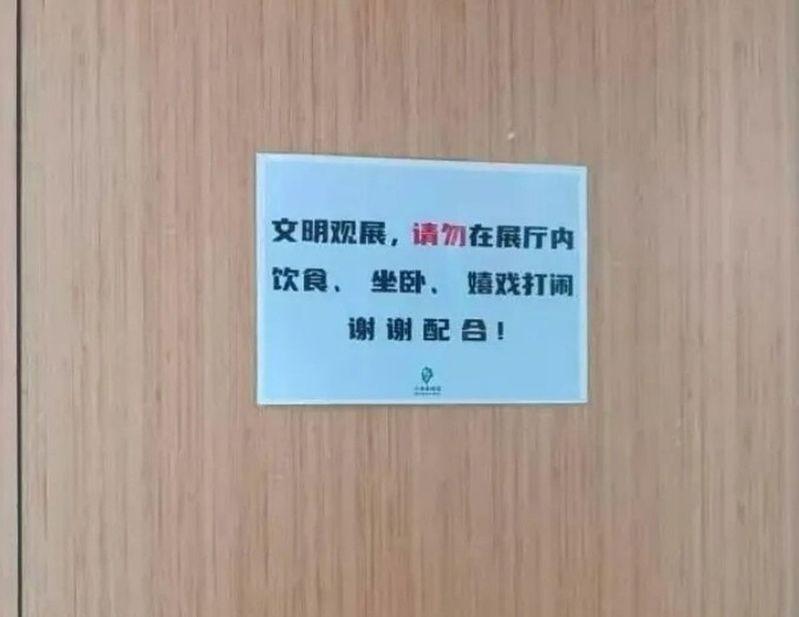 文明观展，请勿在展厅内
饮食、坐卧、嬉戏打闹
谢谢配合！